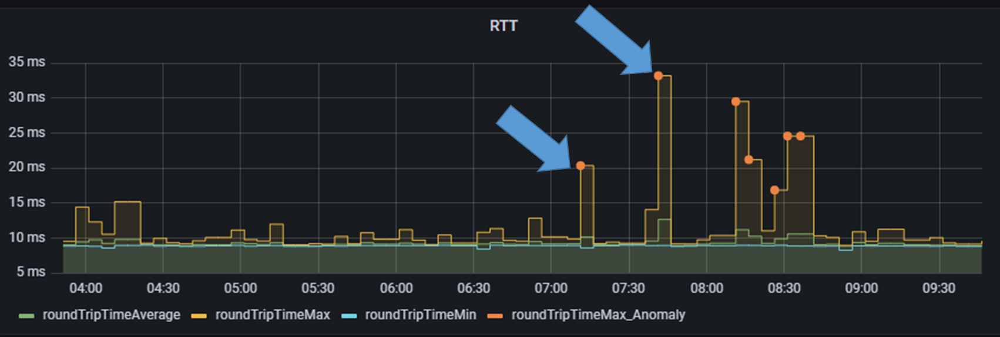 RTT
35 ms
30 ms
25 ms
20 ms
15 ms
10 ms
5 ms
04:00 04:30 05:00 05:30 06:00 06:30 07:00 07:30 08:00 08:30 09:00 09:30
roundTripTimeAverage roundTripTimeMax roundTripTimeMin roundTripTimeMax_Anomaly